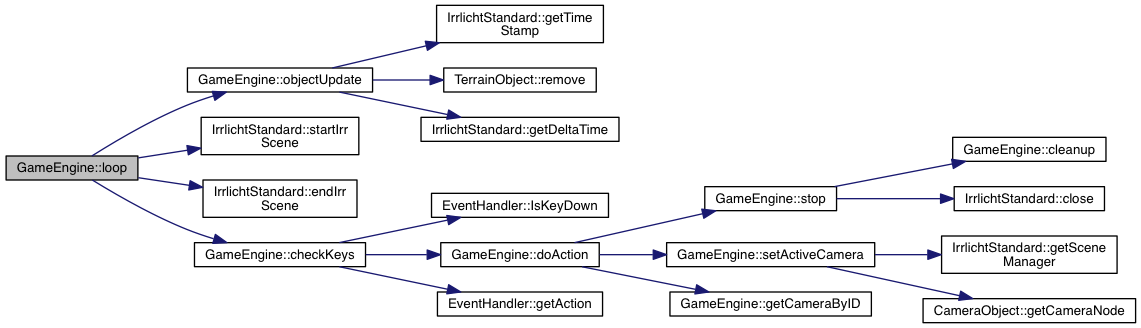 GameEngine::loop
GameEngine::objectUpdate
IrrlichtStandard::startIrr
Scene
IrrlichtStandard::endIrr
Scene
GameEngine::checkKeys
IrrlichtStandard::getTime
Stamp
TerrainObject::remove
IrrlichtStandard::getDeltaTime
EventHandler::IsKeyDown
GameEngine::doAction
EventHandler::getAction
GameEngine::stop
GameEngine::setActiveCamera
GameEngine::getCameraByID
GameEngine::cleanup
IrrlichtStandard::close
IrrlichtStandard::getScene
Manager
CameraObject::getCameraNode